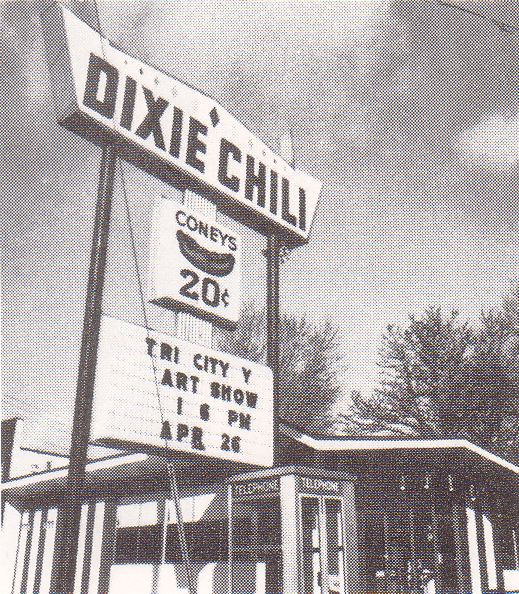 DIXIE CHILI
CONEYS
20¢
TRI CITY Y
ART SHOW
1 6 PM
APR 26
TELEPHONE
TELEPHONE